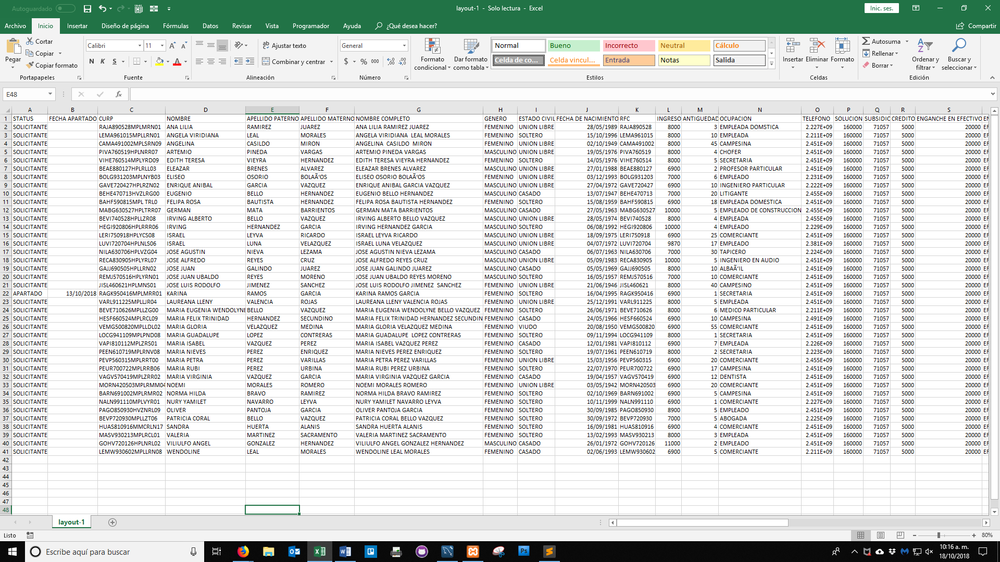 Autoguardado
layout-1 - Solo lectura - Excel
Inic. ses.
Archivo Inicio Insertar Diseño de página Fórmulas Datos Revisar Vista Programador Ayuda ¿Qué desea hacer? Compartir
Pegar Cortar Copiar Copiar formato
Calibri 11 N K S
Ajustar texto Combinar y centrar
General $ % 000
Formato condicional Dar formato como tabla
Normal Bueno Incorrecto Neutral Cálculo
Celda de co... Celda vincul... Entrada Notas Salida
Insertar Eliminar Formato
Autosuma Rellenar Borrar Ordenar y filtrar Buscar y seleccionar
Portapapeles Fuente Alineación Número Estilos Celdas Edición
E48 fx
A B C D E F G H I J K L M N O P Q R S
1 STATUS FECHA APARTADO CURP NOMBRE APELLIDO PATERNO APELLIDO MATERNO NOMBRE COMPLETO GENERO ESTADO CIVIL FECHA DE NACIMIENTO RFC INGRESO ANTIGUEDAD OCUPACION TELEFONO SOLUCION SUBSIDIO CREDITO ENGANCHE EN EFECTIVO EN
2 SOLICITANTE RAJA890528MPLMRN01 ANA LILIA RAMIREZ JUAREZ ANA LILIA RAMIREZ JUAREZ FEMENINO UNION LIBRE 28/05/1989 RAJA890528 8000 3 EMPLEADA DOMSTICA 2.227E+09 160000 71057 5000 20000 EF
3 SOLICITANTE LEMA961015MPLLRN01 ANGELA VIRIDIANA LEAL MORALES ANGELA VIRIDIANA  LEAL MORALES FEMENINO SOLTERO 15/10/1996 LEMA961015 8000 10 EMPLEADA 2.211E+09 160000 71057 5000 20000 EF
4 SOLICITANTE CAMA491002MPLSRN09 ANGELINA CASILDO MIRON ANGELINA  CASILDO  MIRON FEMENINO UNION LIBRE 02/10/1949 CAMA491002 8000 45 CAMPESINA 2.451E+09 160000 71057 5000 20000 EF
5 SOLICITANTE PIVA760519HPLNRR07 ARTEMIO PINEDA VARGAS ARTEMIO PINEDA VARGAS MASCULINO UNION LIBRE 19/05/1976 PIVA760519 8000 4 CHOFER 2.451E+09 160000 71057 5000 20000 EF
6 SOLICITANTE VIHE760514MPLYRD09 EDITH TERESA VIEYRA HERNANDEZ EDITH TERESA VIEYRA HERNANDEZ FEMENINO SOLTERO 14/05/1976 VIHE760514 8000 5 SECRETARIA 2.451E+09 160000 71057 5000 20000 EF
7 SOLICITANTE BEAE880127HPLRLL03 ELEAZAR BRENES ALVAREZ ELEAZAR BRENES ALVAREZ MASCULINO UNION LIBRE 27/01/1988 BEAE880127 6900 2 PROFESOR PARTICULAR 2.451E+09 160000 71057 5000 20000 EF
8 SOLICITANTE BOLG931203MPLNYB03 ELISEO OSORIO BOLAÃ‘OS ELISEO OSORIO BOLAÃ‘OS FEMENINO UNION LIBRE 03/12/1993 BOLG931203 7000 6 EMPLEADO 2.231E+09 160000 71057 5000 20000 EF
9 SOLICITANTE GAVE720427HPLRZN02 ENRIQUE ANIBAL GARCIA VAZQUEZ ENRIQUE ANIBAL GARCIA VAZQUEZ MASCULINO UNION LIBRE 27/04/1972 GAVE720427 6900 10 INGENIERO PARTICULAR 2.222E+09 160000 71057 5000 20000 EF
10 SOLICITANTE BEHE470713HVZLRG00 EUGENIO BELLO HERNANDEZ EUGENIO BELLO HERNANDEZ MASCULINO CASADO 13/07/1947 BEHE470713 7000 20 LITIGANTE 2.455E+09 160000 71057 5000 20000 EF
11 SOLICITANTE BAHF590815MPL TRL0 FELIPA ROSA BAUTISTA HERNANDEZ FELIPA ROSA BAUTISTA HERNANDEZ FEMENINO SOLTERO 15/08/1959 BAHF590815 6900 18 EMPLEADA DOMESTICA 2.451E+09 160000 71057 5000 20000 EF
12 SOLICITANTE MABG630527HPLTRR07 GERMAN MATA BARRIENTOS GERMAN MATA BARRIENTOS MASCULINO CASADO 27/05/1963 MABG630527 10000 5 EMPLEADO DE CONSTRUCCION 2.455E+09 160000 71057 5000 20000 EF
13 SOLICITANTE BEVI740528HPLLZR08 IRVING ALBERTO BELLO VAZQUEZ IRVING ALBERTO BELLO VAZQUEZ MASCULINO UNION LIBRE 28/05/1974 BEVI740528 8000 4 EMPLEADA 2.455E+09 160000 71057 5000 20000 EF
14 SOLICITANTE HEGI920806HPLRRR06 IRVING HERNANDEZ GARCIA IRVING HERNANDEZ GARCIA MASCULINO SOLTERO 06/08/1992 HEGI920806 10000 4 EMPLEADO 2.229E+09 160000 71057 5000 20000 EF
15 SOLICITANTE LERI750918HPLYCS08 ISRAEL LEYVA RICARDO ISRAEL LEYVA RICARDO MASCULINO UNION LIBRE 18/09/1975 LERI750918 6900 25 COMERCIANTE 2.451E+09 160000 71057 5000 20000 EF
16 SOLICITANTE LUVI720704HPLNLS06 ISRAEL LUNA VELAZQUEZ ISRAEL LUNA VELAZQUEZ MASCULINO UNION LIBRE 04/07/1972 LUVI720704 9870 17 EMPLEADO 2.381E+09 160000 71057 5000 20000 EF
17 SOLICITANTE NILA630706HPLVZG04 JOSE AGUSTIN NIEVA LEZAMA JOSE AGUSTIN NIEVA LEZAMA MASCULINO CASADO 06/07/1963 NILA630706 7000 30 TAPICERO 2.224E+09 160000 71057 5000 20000 EF
18 SOLICITANTE RECA830905HPLYRL07 JOSE ALFREDO REYES CRUZ JOSE ALFREDO REYES CRUZ MASCULINO UNION LIBRE 05/09/1983 RECA830905 10000 5 INGENIERO EN AUDIO 2.451E+09 160000 71057 5000 20000 EF
19 SOLICITANTE GAJJ690505HPLLRN02 JOSE JUAN GALINDO JUAREZ JOSE JUAN GALINDO JUAREZ MASCULINO CASADO 05/05/1969 GAJJ690505 8000 10 ALBAÃ‘IL 2.451E+09 160000 71057 5000 20000 EF
20 SOLICITANTE REMJ570516HPLYRN01 JOSE JUAN UBALDO REYES MORENO JOSE JUAN UBALDO REYES MORENO MASCULINO SOLTERO 16/05/1957 REMJ570516 7000 10 COMERCIANTE 2.451E+09 160000 71057 5000 20000 EF
21 SOLICITANTE JISL460621HPLMNS01 JOSE LUIS RODOLFO JIMENEZ SANCHEZ JOSE LUIS RODOLFO JIMENEZ  SANCHEZ FEMENINO UNION LIBRE 21/06/1946 JISL460621 8000 40 CAMPESINO 2.451E+09 160000 71057 5000 20000 EF
22 APARTADO 13/10/2018 RAGK950416MPLMRR01 KARINA RAMOS GARCIA KARINA RAMOS GARCIA FEMENINO SOLTERO 16/04/1995 RAGK950416 6900 1 SECRETARIA 2.451E+09 160000 71057 5000 20000 EF
23 SOLICITANTE VARL911225MPLLJR04 LAUREANA LLENY VALENCIA ROJAS LAUREANA LLENY VALENCIA ROJAS FEMENINO UNION LIBRE 25/12/1991 VARL911225 8000 5 EMPLEADA 2.451E+09 160000 71057 5000 20000 EF
24 SOLICITANTE BEVE710626MPLLZG00 MARIA EUGENIA WENDOLYNE BELLO VAZQUEZ MARIA EUGENIA WENDOLYNE BELLO VAZQUEZ FEMENINO SOLTERO 26/06/1971 BEVE710626 8000 6 MEDICO PARTICULAR 2.211E+09 160000 71057 5000 20000 EF
25 SOLICITANTE HESF660524MPLRCL09 MARIA FELIX TRINIDAD HERNANDEZ SECUNDINO MARIA FELIX TRINIDAD HERNANDEZ SECUNDIN FEMENINO CASADO 24/05/1966 HESF660524 6900 10 CAMPESINA 2.491E+09 160000 71057 5000 20000 EF
26 SOLICITANTE VEMG500820MPLLDL02 MARIA GLORIA VELAZQUEZ MEDINA MARIA GLORIA VELAZQUEZ MEDINA FEMENINO VIUDO 20/08/1950 VEMG500820 6900 55 COMERCIANTE 2.451E+09 160000 71057 5000 20000 EF
27 SOLICITANTE LOCG941109MPLPND08 MARIA GUADALUPE LOPEZ CONTRERAS MARIA GUADALUPE  LOPEZ CONTRERAS FEMENINO SOLTERO 09/11/1994 LOCG941109 8000 1 SECRETARIA 2.451E+09 160000 71057 5000 20000 EF
28 SOLICITANTE VAPI810112MPLZRS01 MARIA ISABEL VAZQUEZ PEREZ MARIA ISABEL VAZQUEZ PEREZ FEMENINO CASADO 12/01/1981 VAPI810112 6900 7 EMPLEADA 2.226E+09 160000 71057 5000 20000 EF
29 SOLICITANTE PEEN610719MPLRNV08 MARIA NIEVES PEREZ ENRIQUEZ MARIA NIEVES PEREZ ENRIQUEZ FEMENINO SOLTERO 19/07/1961 PEEN610719 8000 2 SECRETARIA 2.223E+09 160000 71057 5000 20000 EF
30 SOLICITANTE PEVP560315MPLRRT00 MARIA PETRA PEREZ VARILLAS MARIA PETRA PEREZ VARILLAS FEMENINO UNION LIBRE 15/03/1956 PEVP560315 6900 20 COMERCIANTE 2.455E+09 160000 71057 5000 20000 EF
31 SOLICITANTE PEUR700722MPLRRB06 MARIA RUBI PEREZ URBINA MARIA RUBI PEREZ URBINA FEMENINO SOLTERO 22/07/1970 PEUR700722 6900 17 CAMPESINA 2.451E+09 160000 71057 5000 20000 EF
32 SOLICITANTE VAGV570419MPLZRR02 MARIA VIRGINIA VAZQUEZ GARCIA MARIA VIRGINIA VAZQUEZ GARCIA FEMENINO CASADO 19/04/1957 VAGV570419 6900 12 DENTISTA 2.451E+09 160000 71057 5000 20000 EF
33 SOLICITANTE MORN420503MPLRMM04 NOEMI MORALES ROMERO NOEMI MORALES ROMERO FEMENINO UNION LIBRE 03/05/1942 MORN420503 6900 20 COMERCIANTE 2.451E+09 160000 71057 5000 20000 EF
34 SOLICITANTE BARN691002MPLRMR02 NORMA HILDA BRAVO RAMIREZ NORMA HILDA BRAVO RAMIREZ FEMENINO SOLTERO 02/10/1969 BARN691002 6900 5 CAMPESINA 2.451E+09 160000 71057 5000 20000 EF
35 SOLICITANTE NALN991110MPLVYR01 NURY YAMILET NAVARRO LEYVA NURY YAMILET NAVARRO LEYVA FEMENINO SOLTERO 10/11/1999 NALN991110 6900 1 COMERCIANTE 2.227E+09 160000 71057 5000 20000 EF
36 SOLICITANTE PAGO850930HVZNRL09 OLIVER PANTOJA GARCIA OLIVER PANTOJA GARCIA FEMENINO SOLTERO 30/09/1985 PAGO850930 8900 5 EMPLEADO 2.451E+09 160000 71057 5000 20000 EF
37 SOLICITANTE BEVP720930MPLLZT06 PATRICIA CORAL BELLO VAZQUEZ PATRICIA CORAL BELLO VAZQUEZ FEMENINO SOLTERO 30/09/1972 BEVP720930 7000 5 ABOGADA 2.225E+09 160000 71057 5000 20000 EF
38 SOLICITANTE HUAS810916MMCRLN17 SANDRA HUERTA ALANIS SANDRA HUERTA ALANIS FEMENINO SOLTERO 16/09/1981 HUAS810916 6900 4 COMERCIANTE 2.451E+09 160000 71057 5000 20000 EF
39 SOLICITANTE MASV930213MPLRCL01 VALERIA MARTINEZ SACRAMENTO VALERIA MARTINEZ SACRAMENTO FEMENINO SOLTERO 13/02/1993 MASV930213 8000 3 EMPLEADA 2.451E+09 160000 71057 5000 20000 EF
40 SOLICITANTE GOHV720126HPLNRL02 VILIULFO ANGEL GONZALEZ HERNANDEZ VILIULFO ANGEL GONZALEZ HERNANDEZ MASCULINO CASADO 26/01/1972 GOHV720126 11000 2 EMPLEADO 2.451E+09 160000 71057 5000 20000 EF
41 SOLICITANTE LEMW930602MPLLRN08 WENDOLINE LEAL MORALES WENDOLINE LEAL MORALES FEMENINO CASADO 02/06/1993 LEMW930602 6900 5 COMERCIANTE 2.211E+09 160000 71057 5000 20000 EF
42
43
44
45
46
47
48
layout-1
Listo 80%
Escribe aquí para buscar
10:16 a. m.
18/10/2018